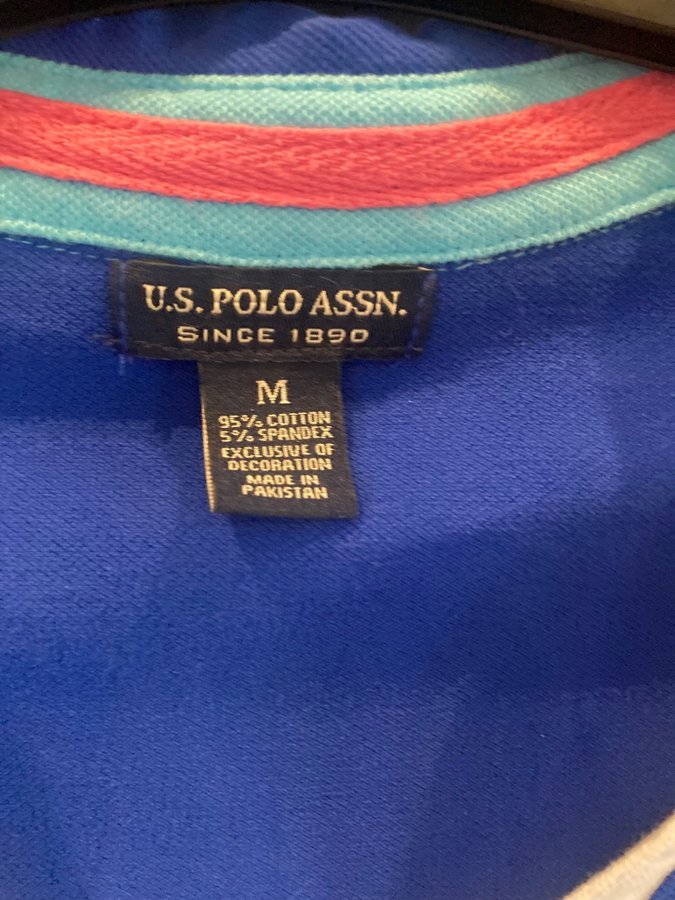 U.S. POLO ASSN.
SINCE 1890
M
95% COTTON
5% SPANDEX
EXCLUSIVE OF
DECORATION
MADE IN
PAKISTAN